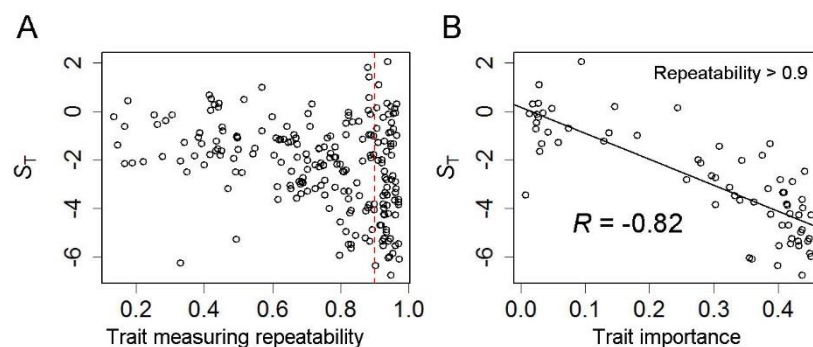 A
B
2
0
-2
-4
-6
S_T
0.2 0.4 0.6 0.8 1.0
Trait measuring repeatability
2
0
-2
-4
-6
S_T
Repeatability > 0.9
R = -0.82
0.0 0.1 0.2 0.3 0.4
Trait importance